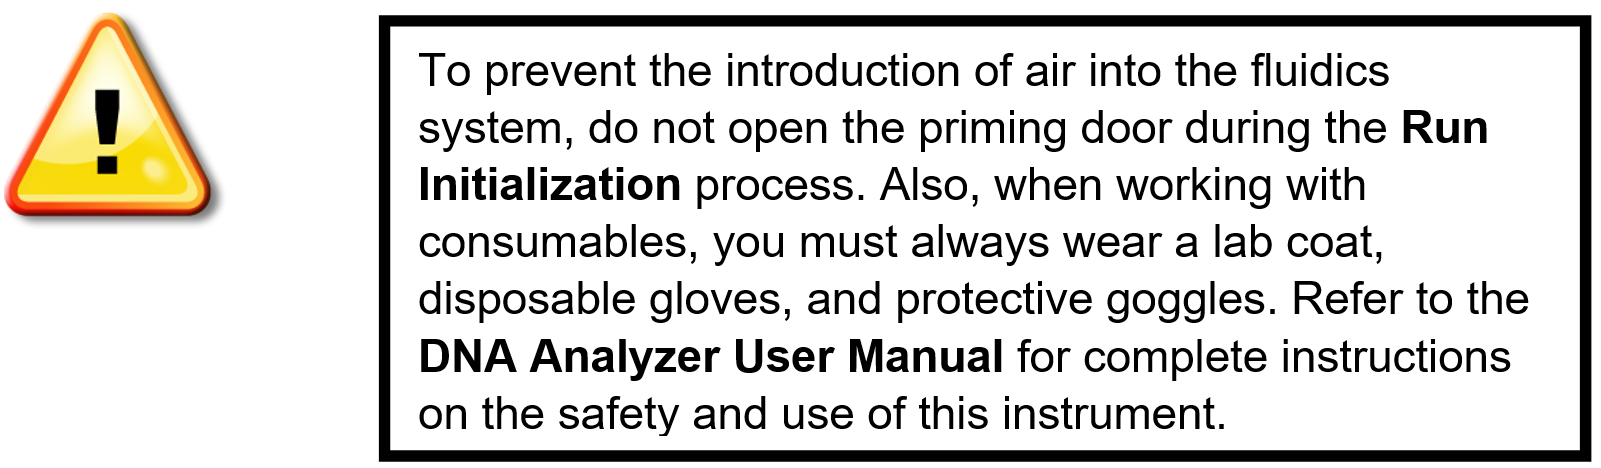 To prevent the introduction of air into the fluidics
system, do not open the priming door during the Run
Initialization process. Also, when working with
consumables, you must always wear a lab coat,
disposable gloves, and protective goggles. Refer to the
DNA Analyzer User Manual for complete instructions
on the safety and use of this instrument.